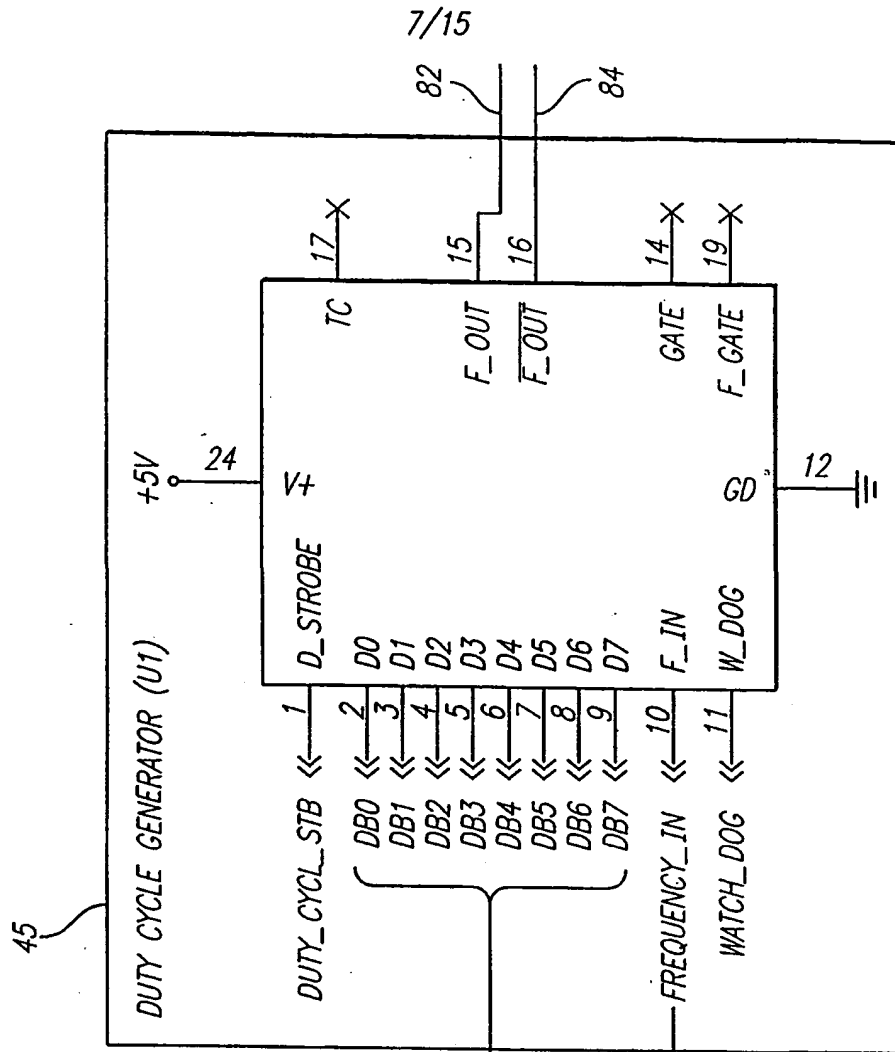 7/15
45
DUTY CYCLE GENERATOR (U1)
+5V
24
V+
82
84
DUTY_CYCL_STB
1
D_STROBE
DB0
2
D0
DB1
3
D1
DB2
4
D2
DB3
5
D3
DB4
6
D4
DB5
7
D5
DB6
8
D6
DB7
9
D7
FREQUENCY_IN
10
F_IN
WATCH_DOG
11
W_DOG
TC
17
F_OUT
15
F_OUT
16
GATE
14
F_GATE
19
GD
12